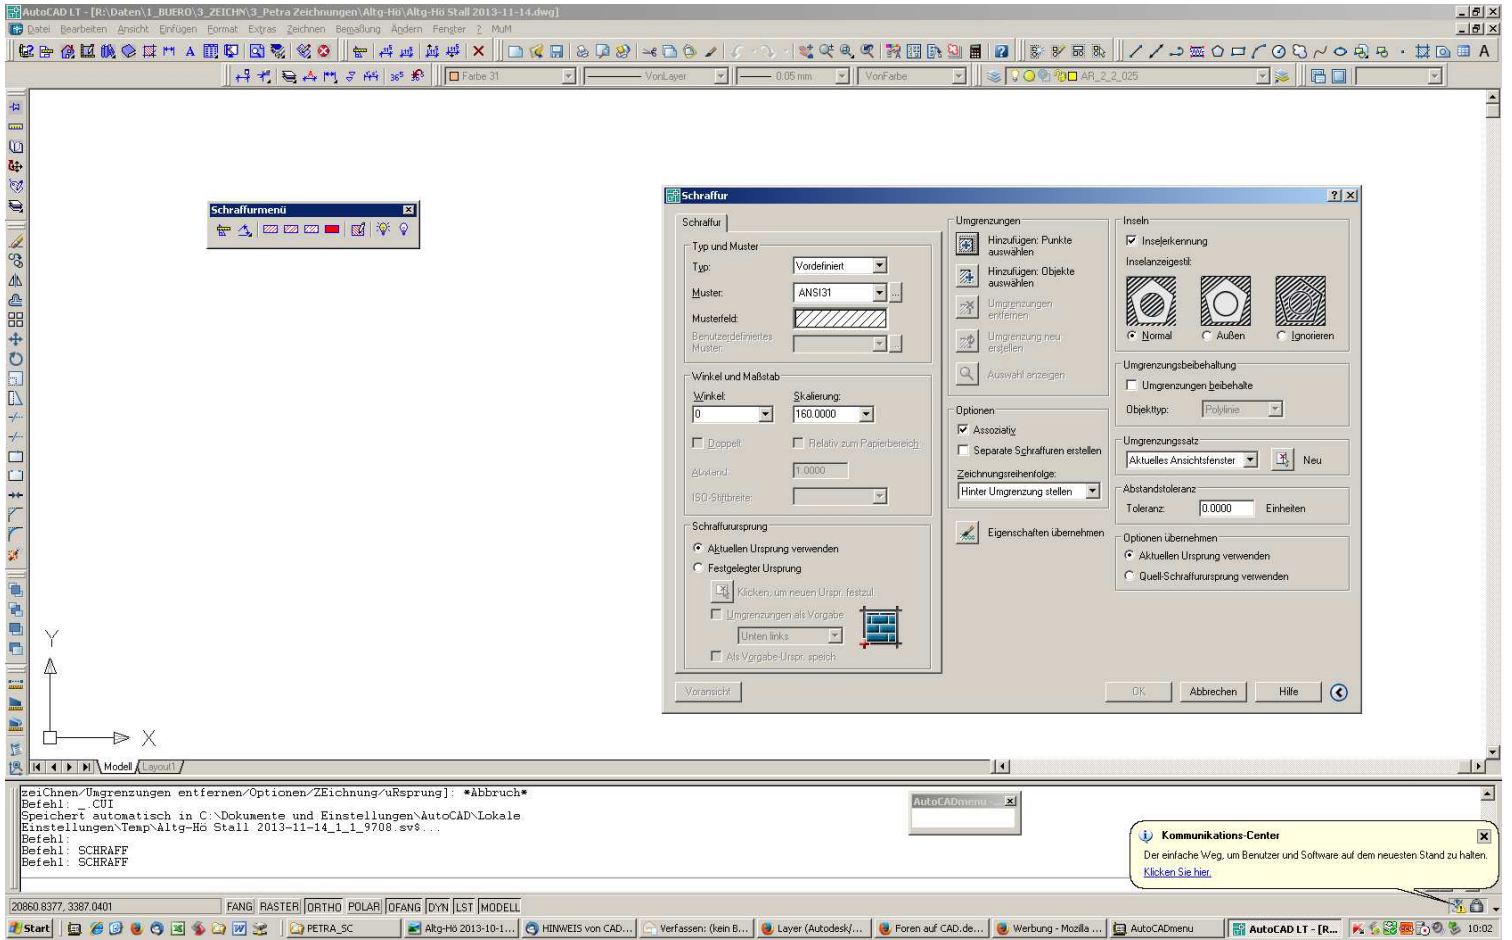 AutoCAD LT - [R:\Daten\1_BUERO\3_ZEICHN\3_Petra Zeichnungen\Altg-Hö\Altg-Hö Stall 2013-11-14.dwg]
Datei Bearbeiten Ansicht Einfügen Format Extras Zeichnen Bemaßung Ändern Fenster ? MuM
Farbe 31
VonLayer
0.05 mm
VonFarbe
AR_2_2_025
Schraffurmenü
Schraffur
Schraffur
Typ und Muster
Typ: Vordefiniert
Muster: ANSI31
Musterfeld:
Benutzerdefiniertes
Muster:
Winkel und Maßstab
Winkel: Skalierung:
0 160.0000
Doppelt Relativ zum Papierbereich
Abstand: 1.0000
ISO-Stiftbreite:
Schraffurursprung
Aktuellen Ursprung verwenden
Festgelegter Ursprung
Klicken, um neuen Urspr. festzul.
Umgrenzungen als Vorgabe
Unten links
Als Vorgabe-Urspr. speich.
Voransicht
Umgrenzungen
Hinzufügen: Punkte
auswählen
Hinzufügen: Objekte
auswählen
Umgrenzungen
entfernen
Umgrenzung neu
erstellen
Auswahl anzeigen
Optionen
Assoziativ
Separate Schraffuren erstellen
Zeichnungsreihenfolge:
Hinter Umgrenzung stellen
Eigenschaften übernehmen
Inseln
Inselerkennung
Inselanzeigestil:
Normal Außen Ignorieren
Umgrenzungsbeibehaltung
Umgrenzungen beibehalte
Objekttyp: Polylinie
Umgrenzungssatz
Aktuelles Ansichtsfenster Neu
Abstandstoleranz
Toleranz: 0.0000 Einheiten
Optionen übernehmen
Aktuellen Ursprung verwenden
Quell-Schraffurursprung verwenden
OK Abbrechen Hilfe
Y
X
Modell Layout1
zeiChnen/Umgrenzungen entfernen/Optionen/ZEichnung/uRsprung]: *Abbruch*
Befehl: _.CUI
Speichert automatisch in C:\Dokumente und Einstellungen\AutoCAD\Lokale
Einstellungen\Temp\Altg-Hö Stall 2013-11-14_1_1_9708.sv$...
Befehl:
Befehl: SCHRAFF
Befehl: SCHRAFF
AutoCADmenu
Kommunikations-Center
Der einfache Weg, um Benutzer und Software auf dem neuesten Stand zu halten.
Klicken Sie hier.
20860.8377, 3387.0401
FANG RASTER ORTHO POLAR OFANG DYN LST MODELL
Start PETRA_SC Altg-Hö 2013-10-1... HINWEIS von CAD... Verfassen: (kein B... Layer (Autodesk/... Foren auf CAD.de... Werbung - Mozilla ... AutoCADmenu AutoCAD LT - [R... 10:02